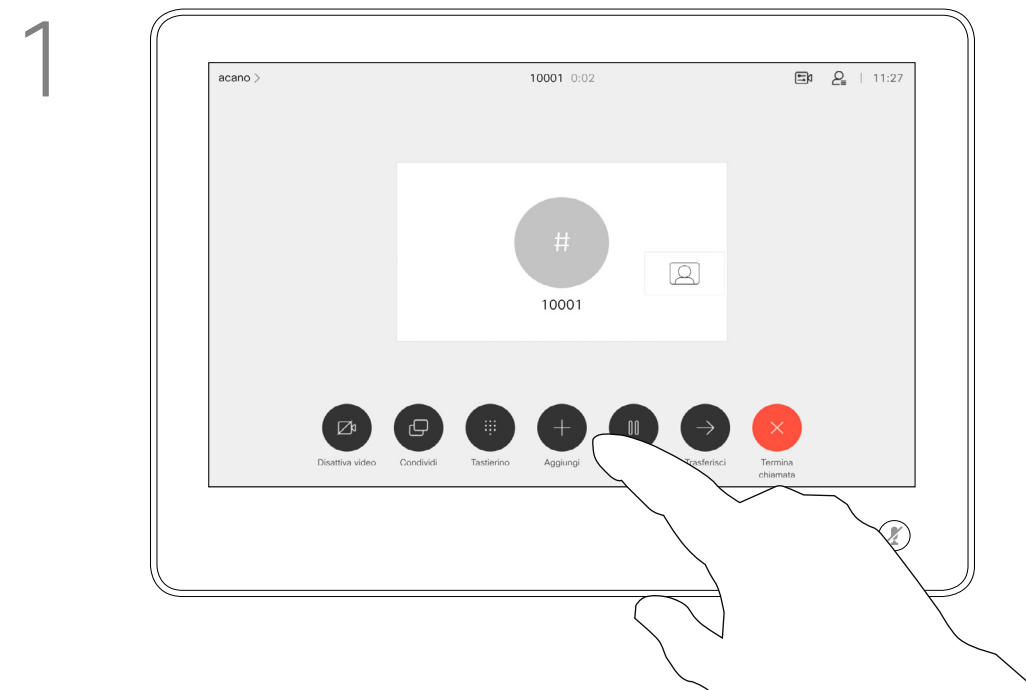 1
acano >
10001 0:02
11:27
#
10001
Disattiva video
Condividi
Tastierino
Aggiungi
Trasferisci
Termina
chiamata